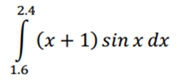 2.4
∫ (x + 1) sin x dx
1.6